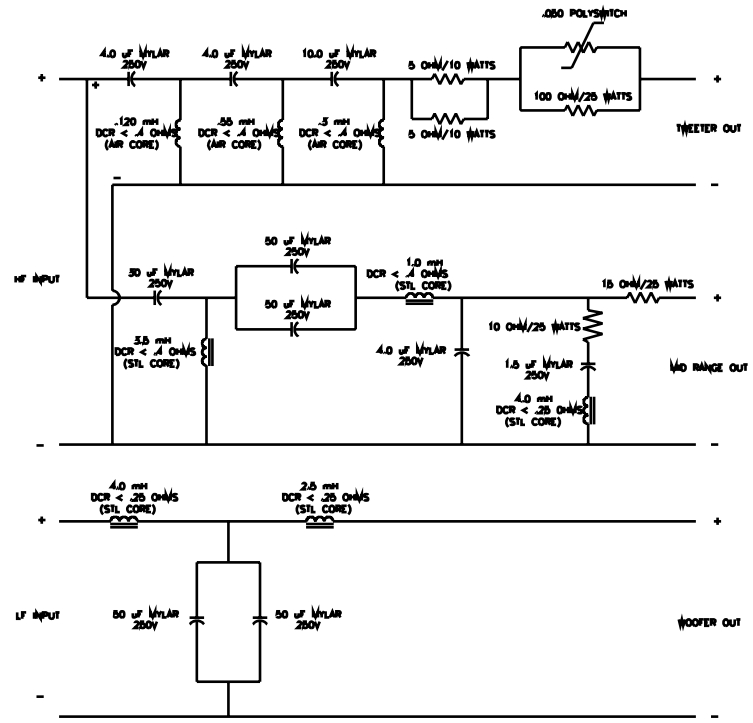 .050 POLYSWITCH
4.0 uF MYLAR
250V
4.0 uF MYLAR
250V
10.0 uF MYLAR
250V
5 OHM/10 WATTS
100 OHM/25 WATTS
+
+
+
.120 mH
DCR < .4 OHMS
(AIR CORE)
.55 mH
DCR < .4 OHMS
(AIR CORE)
.3 mH
DCR < .4 OHMS
(AIR CORE)
5 OHM/10 WATTS
TWEETER OUT
-
-
50 uF MYLAR
250V
1.0 mH
DCR < .4 OHMS
(STL CORE)
HF INPUT
30 uF MYLAR
250V
50 uF MYLAR
250V
15 OHM/25 WATTS
+
3.5 mH
DCR < .4 OHMS
(STL CORE)
4.0 uF MYLAR
250V
10 OHM/25 WATTS
1.5 uF MYLAR
250V
MID RANGE OUT
4.0 mH
DCR < .25 OHMS
(STL CORE)
-
-
4.0 mH
DCR < .25 OHMS
(STL CORE)
2.5 mH
DCR < .25 OHMS
(STL CORE)
+
+
LF INPUT
50 uF MYLAR
250V
50 uF MYLAR
250V
WOOFER OUT
-
-